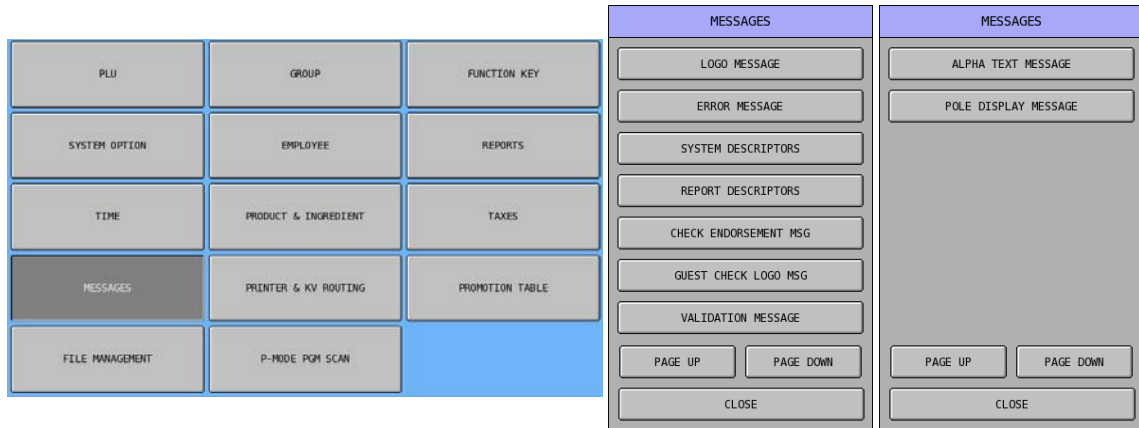 PLU
GROUP
FUNCTION KEY
SYSTEM OPTION
EMPLOYEE
REPORTS
TIME
PRODUCT & INGREDIENT
TAXES
MESSAGES
PRINTER & KV ROUTING
PROMOTION TABLE
FILE MANAGEMENT
P-MODE PGM SCAN
MESSAGES
LOGO MESSAGE
ERROR MESSAGE
SYSTEM DESCRIPTORS
REPORT DESCRIPTORS
CHECK ENDORSEMENT MSG
GUEST CHECK LOGO MSG
VALIDATION MESSAGE
PAGE UP
PAGE DOWN
CLOSE
MESSAGES
ALPHA TEXT MESSAGE
POLE DISPLAY MESSAGE
PAGE UP
PAGE DOWN
CLOSE